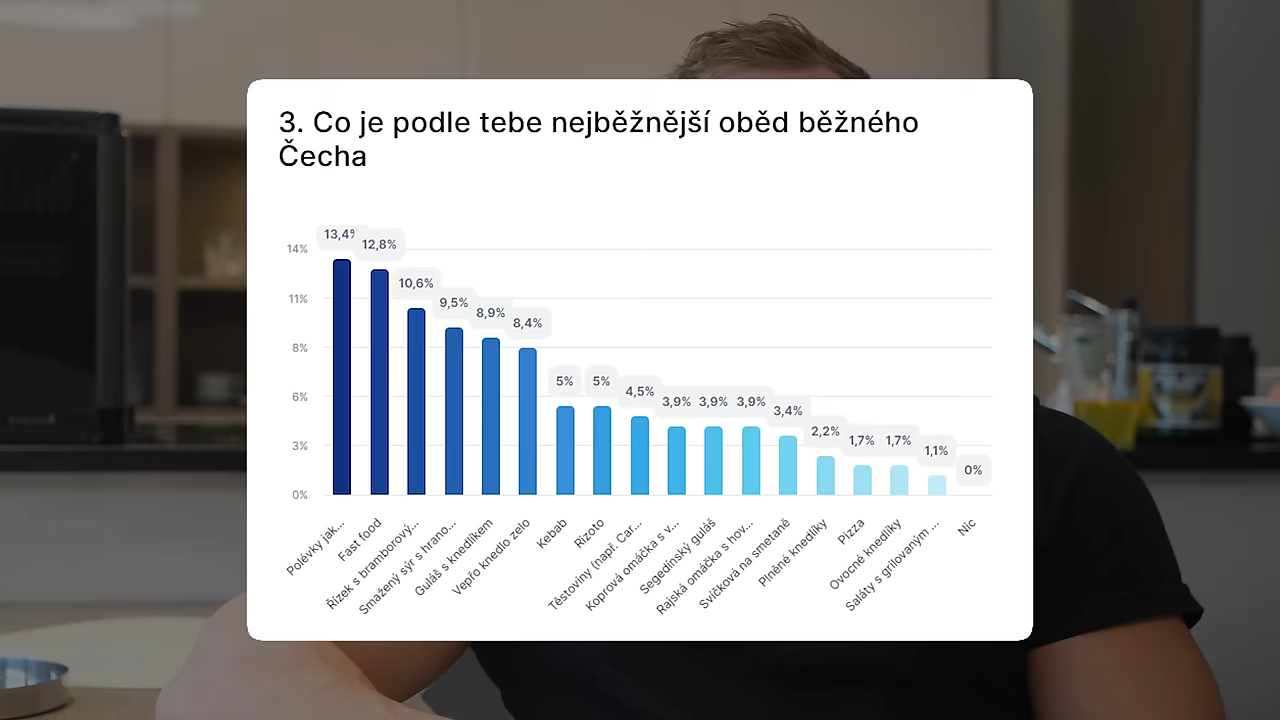 3. Co je podle tebe nejběžnější oběd běžného
Čecha
13,4%
12,8%
10,6%
9,5%
8,9%
8,4%
5%
5%
4,5%
3,9%
3,9%
3,9%
3,4%
2,2%
1,7%
1,7%
1,1%
0%
14%
11%
8%
6%
3%
0%
Polévky jak...
Fast food
Řízek s bramborový...
Smažený sýr s hrano...
Guláš s knedlíkem
Vepřo knedlo zelo
Kebab
Rizoto
Těstoviny (např. Car...
Koprová omáčka s v...
Segedínský guláš
Rajská omáčka s hov...
Svíčková na smetaně
Plněné knedlíky
Pizza
Ovocné knedlíky
Saláty s grilovaným ...
Nic